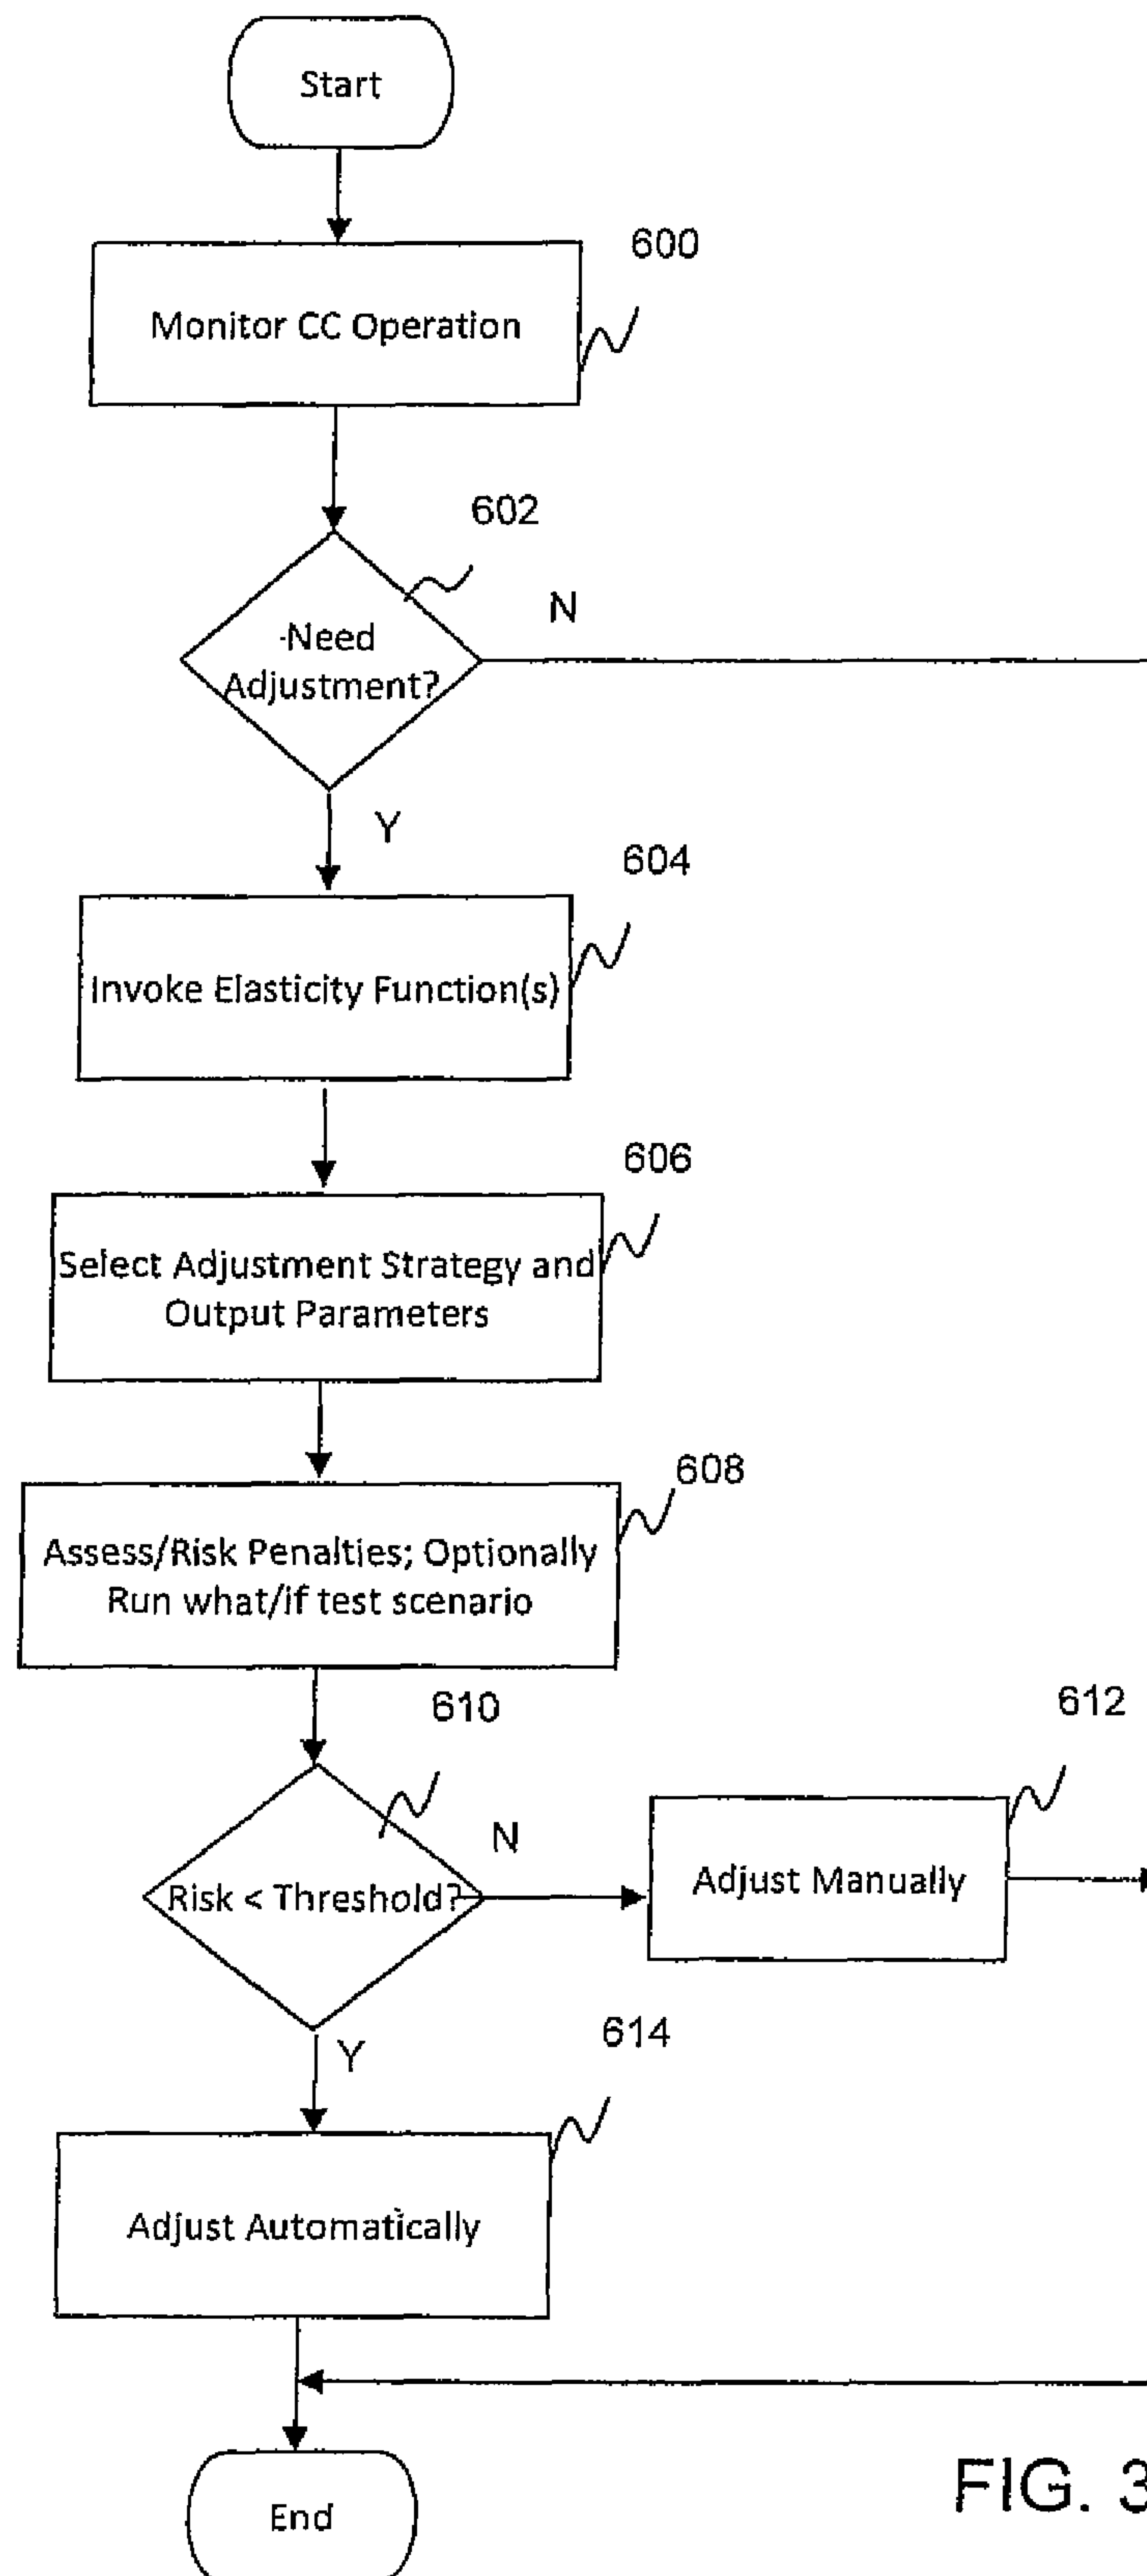 Start
600
Monitor CC Operation
602
N
Need
Adjustment?
Y
604
Invoke Elasticity Function(s)
606
Select Adjustment Strategy and
Output Parameters
608
Assess/Risk Penalties; Optionally
Run what/if test scenario
610
612
N
Risk < Threshold?
Adjust Manually
614
Y
Adjust Automatically
FIG. 3
End